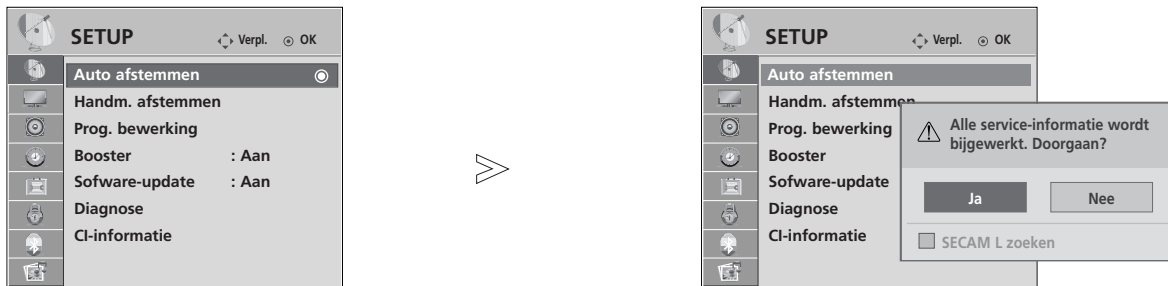 SETUP Verpl. OK
Auto afstemmen
Handm. afstemmen
Prog. bewerking
Booster : Aan
Sofware-update : Aan
Diagnose
CI-informatie
SETUP Verpl. OK
Auto afstemmen
Handm. afstemmen
Prog. bewerking
Booster
Sofware-update
Diagnose
CI-informatie
Alle service-informatie wordt
bijgewerkt. Doorgaan?
Ja Nee
SECAM L zoeken